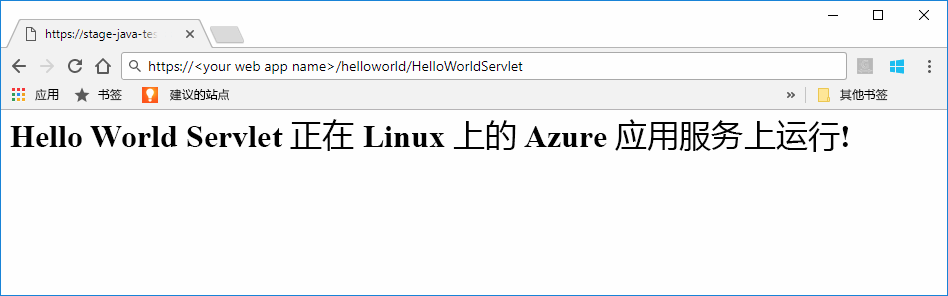 https://stage-java-tes
https://<your web app name>/helloworld/HelloWorldServlet
应用 书签 建议的站点 » 其他书签
Hello World Servlet 正在 Linux 上的 Azure 应用服务上运行!